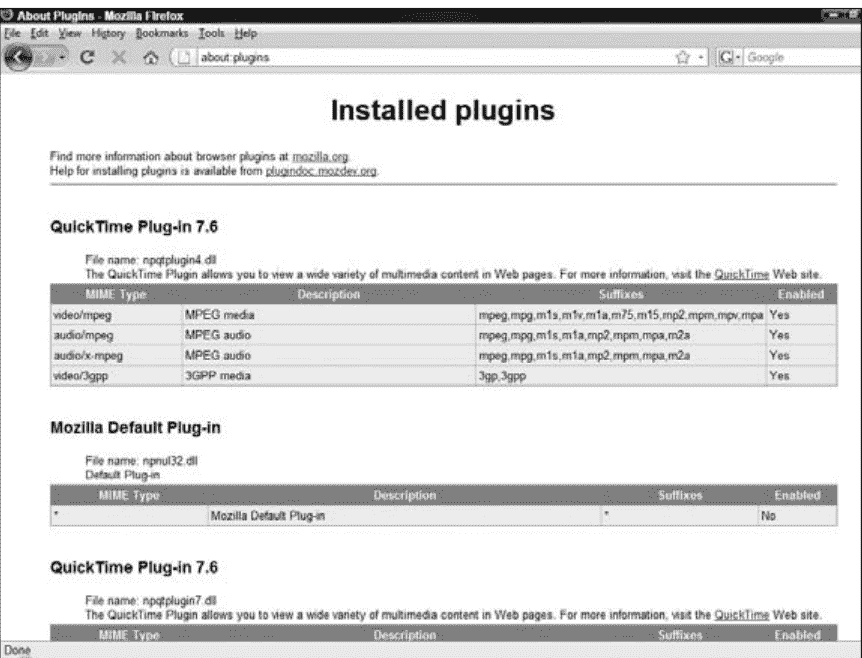 About Plugins - Mozilla Firefox
File Edit View History Bookmarks Tools Help
about:plugins Google
Installed plugins
Find more information about browser plugins at mozilla.org.
Help for installing plugins is available from plugindoc.mozdev.org.
QuickTime Plug-in 7.6
File name: npqtplugin4.dll
The QuickTime Plugin allows you to view a wide variety of multimedia content in Web pages. For more information, visit the QuickTime Web site.
MIME Type Description Suffixes Enabled
video/mpeg MPEG media mpeg,mpg,m1s,m1v,m1a,m75,m15,mp2,mpm,mpv,mpa Yes
audio/mpeg MPEG audio mpeg,mpg,m1s,m1a,mp2,mpm,mpa,m2a Yes
audio/x-mpeg MPEG audio mpeg,mpg,m1s,m1a,mp2,mpm,mpa,m2a Yes
video/3gpp 3GPP media 3gp,3gpp Yes
Mozilla Default Plug-in
File name: npnul32.dll
Default Plug-in
MIME Type Description Suffixes Enabled
* Mozilla Default Plug-in * No
QuickTime Plug-in 7.6
File name: npqtplugin7.dll
The QuickTime Plugin allows you to view a wide variety of multimedia content in Web pages. For more information, visit the QuickTime Web site.
MIME Type Description Suffixes Enabled
Done